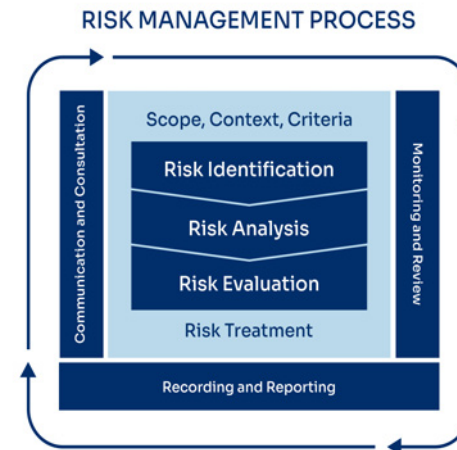 RISK MANAGEMENT PROCESS
Communication and Consultation
Scope, Context, Criteria
Risk Identification
Risk Analysis
Risk Evaluation
Risk Treatment
Monitoring and Review
Recording and Reporting